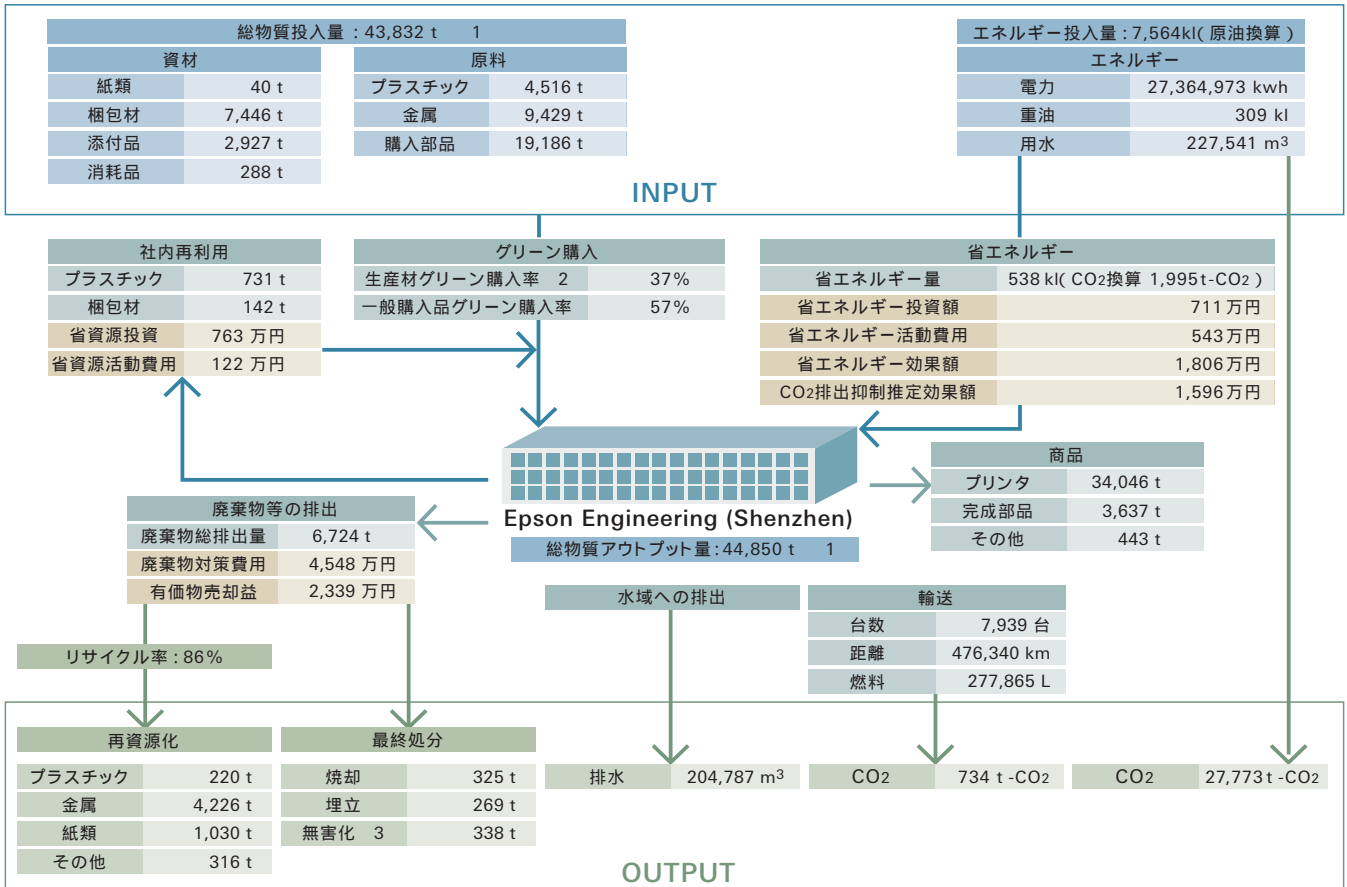 総物質投入量 : 43,832 t 1
資材
紙類 40 t
梱包材 7,446 t
添付品 2,927 t
消耗品 288 t
原料
プラスチック 4,516 t
金属 9,429 t
購入部品 19,186 t
エネルギー投入量 : 7,564kl( 原油換算 )
エネルギー
電力 27,364,973 kwh
重油 309 kl
用水 227,541 m³
INPUT
社内再利用
プラスチック 731 t
梱包材 142 t
省資源投資 763 万円
省資源活動費用 122 万円
グリーン購入
生産材グリーン購入率 2 37%
一般購入品グリーン購入率 57%
省エネルギー
省エネルギー量 538 kl( CO2換算 1,995t-CO2 )
省エネルギー投資額 711 万円
省エネルギー活動費用 543万円
省エネルギー効果額 1,806万円
CO2排出抑制推定効果額 1,596万円
商品
プリンタ 34,046 t
完成部品 3,637 t
その他 443 t
Epson Engineering (Shenzhen)
総物質アウトプット量 : 44,850 t 1
廃棄物等の排出
廃棄物総排出量 6,724 t
廃棄物対策費用 4,548 万円
有価物売却益 2,339 万円
水域への排出
輸送
台数 7,939 台
距離 476,340 km
燃料 277,865 L
リサイクル率 : 86%
再資源化
プラスチック 220 t
金属 4,226 t
紙類 1,030 t
その他 316 t
最終処分
焼却 325 t
埋立 269 t
無害化 3 338 t
排水 204,787 m³
CO2 734 t -CO2
CO2 27,773 t -CO2
OUTPUT